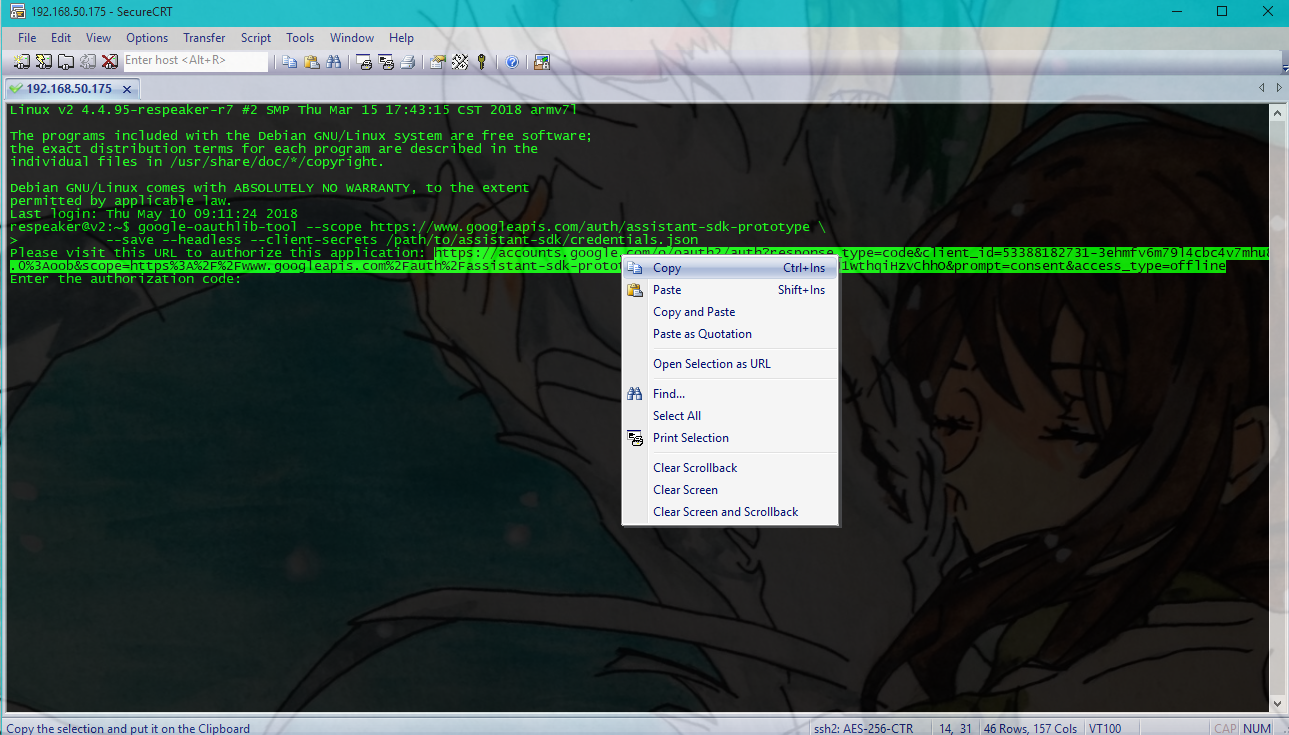 192.168.50.175 - SecureCRT
File Edit View Options Transfer Script Tools Window Help
Enter host <Alt+R>
192.168.50.175
Linux v2 4.4.95-respeaker-r7 #2 SMP Thu Mar 15 17:43:15 CST 2018 armv7l
The programs included with the Debian GNU/Linux system are free software;
the exact distribution terms for each program are described in the
individual files in /usr/share/doc/*/copyright.
Debian GNU/Linux comes with ABSOLUTELY NO WARRANTY, to the extent
permitted by applicable law.
Last login: Thu May 10 09:11:24 2018
respeaker@v2:~$ google-oauthlib-tool --scope https://www.googleapis.com/auth/assistant-sdk-prototype \
> --save --headless --client-secrets /path/to/assistant-sdk/credentials.json
Please visit this URL to authorize this application: https://accounts.google.com/o/oauth2/auth?response_type=code&client_id=53388182731-3ehmfv6m79l4cbc4v7mhu8
.0%3Aoob&scope=https%3A%2F%2Fwww.googleapis.com%2Fauth%2Fassistant-sdk-proto 1wthqiHzvChhO&prompt=consent&access_type=offline
Enter the authorization code:
Copy Ctrl+Ins
Paste Shift+Ins
Copy and Paste
Paste as Quotation
Open Selection as URL
Find...
Select All
Print Selection
Clear Scrollback
Clear Screen
Clear Screen and Scrollback
Copy the selection and put it on the Clipboard
ssh2: AES-256-CTR 14, 31 46 Rows, 157 Cols VT100 CAP NUM